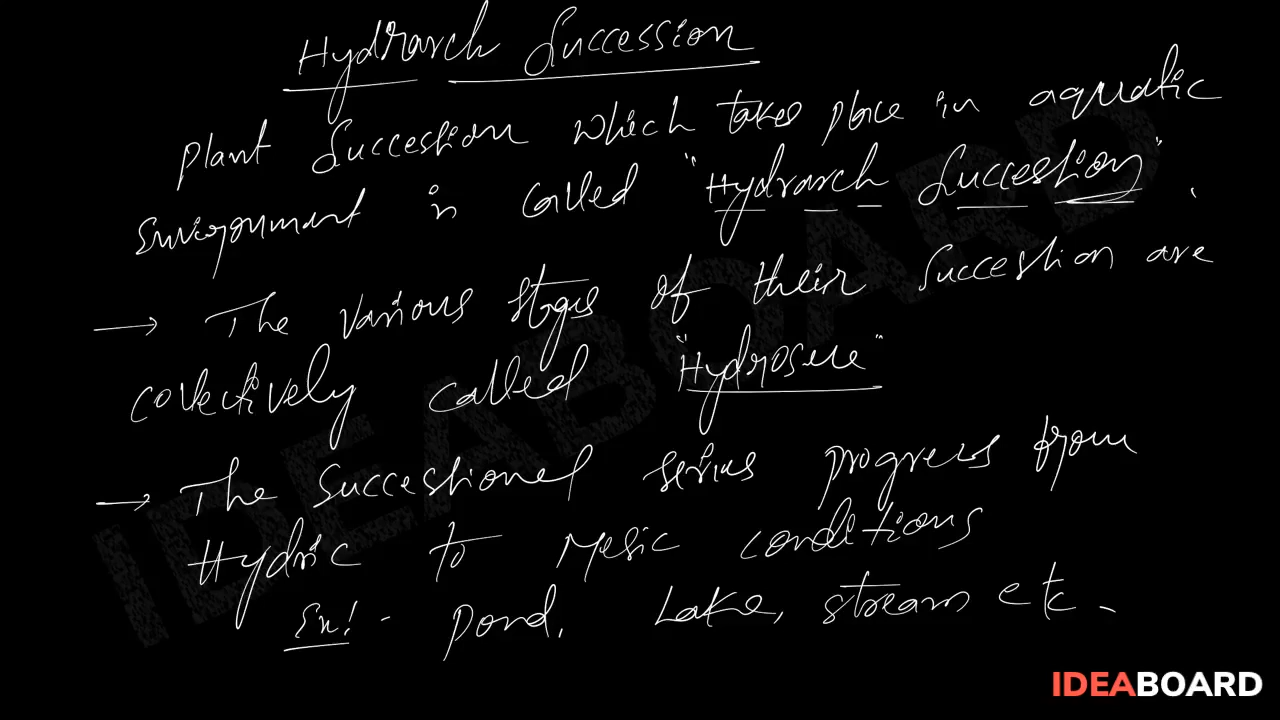 Hydrarch Succession
Plant Succession which takes place in aquatic
Environment is called "Hydrarch Succession".
→ The various stages of their Succession are
collectively called "Hydrosere"
→ The Successional series progress from
Hydric to Mesic conditions
Ex:- Pond, Lake, stream etc.
IDEABOARD
IDEABOARD